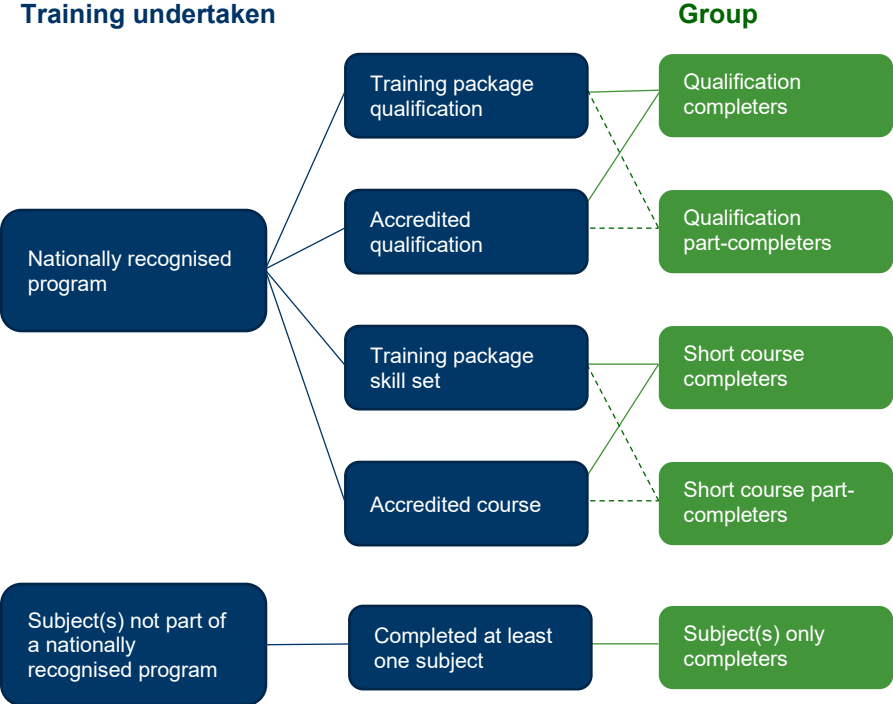 Training undertaken
Group
Training package
qualification
Qualification
completers
Accredited
qualification
Qualification
part-completers
Nationally recognised
program
Training package
skill set
Short course
completers
Accredited course
Short course part-
completers
Subject(s) not part of
a nationally
recognised program
Completed at least
one subject
Subject(s) only
completers